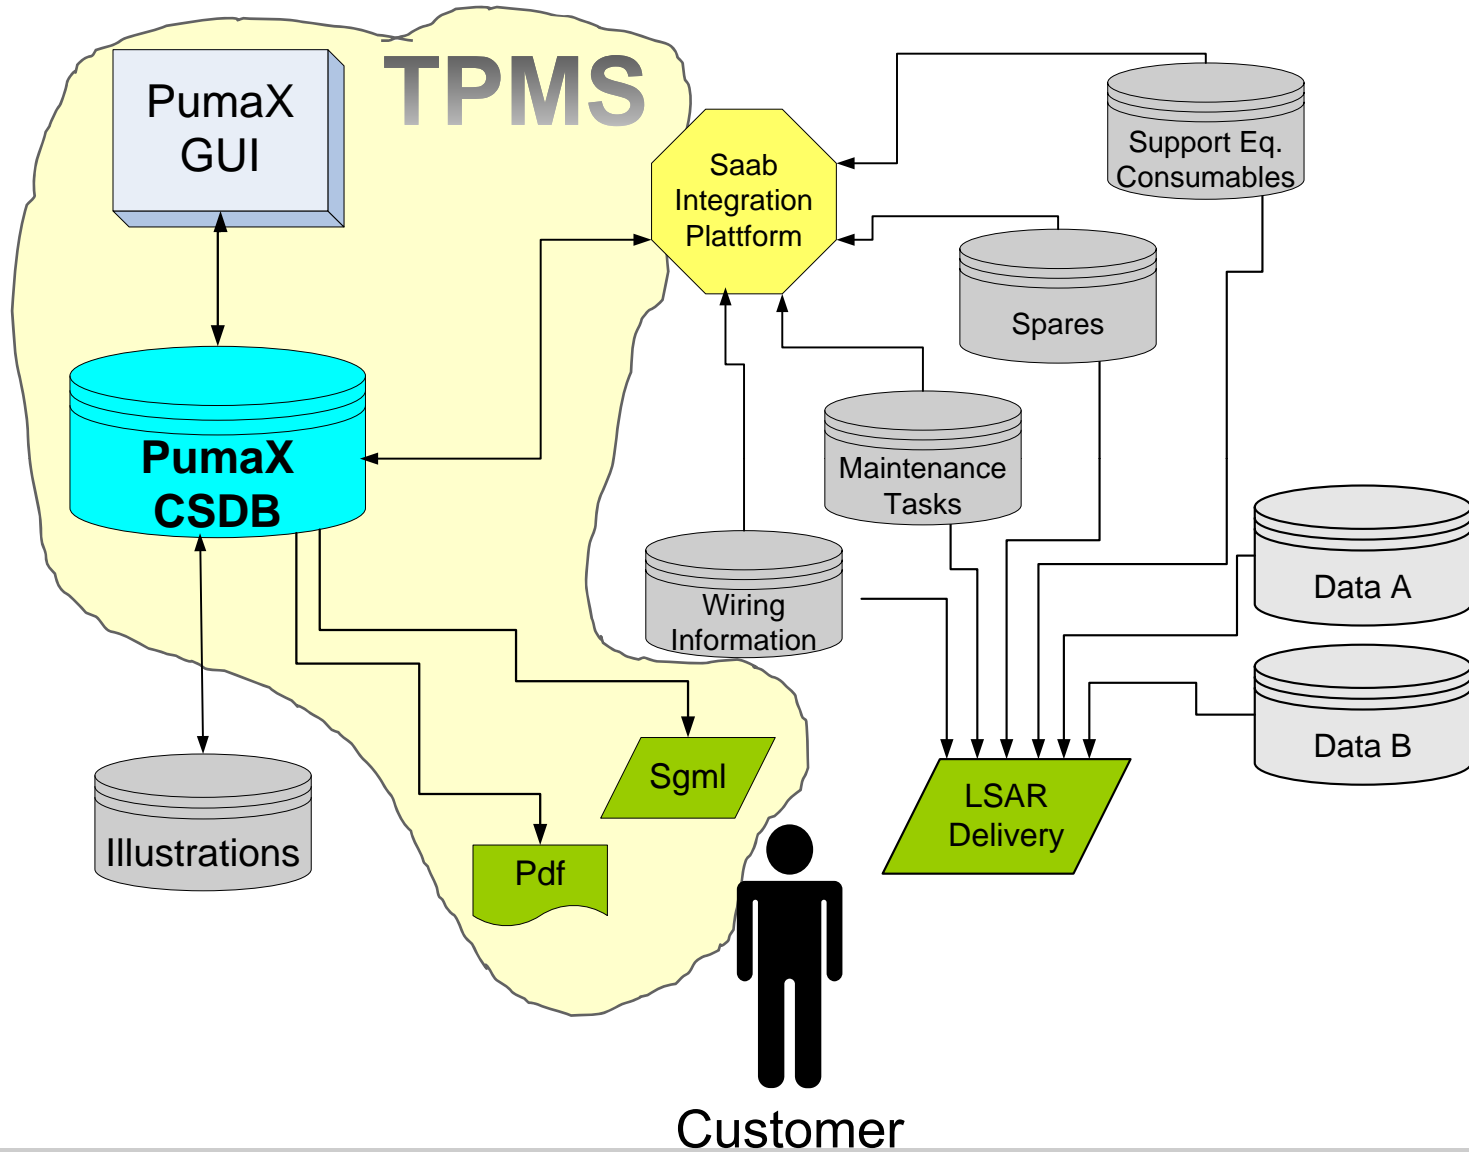 TPMS
PumaX
GUI
Saab
Integration
Plattform
Support Eq.
Consumables
Spares
PumaX
CSDB
Maintenance
Tasks
Wiring
Information
Data A
Data B
Illustrations
Sgml
Pdf
LSAR
Delivery
Customer